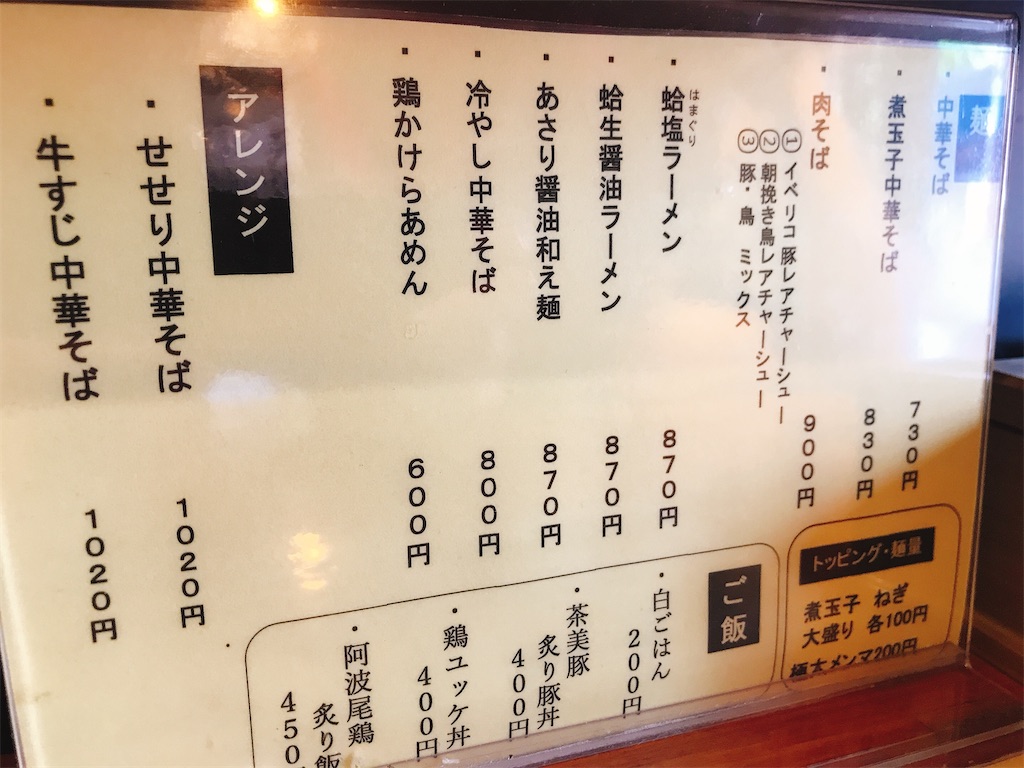 麺
・中華そば 730円
・煮玉子中華そば 830円
・肉そば 900円
①イベリコ豚レアチャーシュー
②朝挽き鳥レアチャーシュー
③豚・鳥 ミックス
はまぐり
・蛤塩ラーメン 870円
・蛤生醤油ラーメン 870円
・あさり醤油和え麺 870円
・冷やし中華そば 800円
・鶏かけらあめん 600円
アレンジ
・せせり中華そば 1020円
・牛すじ中華そば 1020円
トッピング・麺量
煮玉子 ねぎ
大盛り 各100円
極太メンマ200円
ご飯
・白ごはん 200円
・茶美豚
炙り豚丼 400円
・鶏ユッケ丼 400円
・阿波尾鶏
炙り飯 450